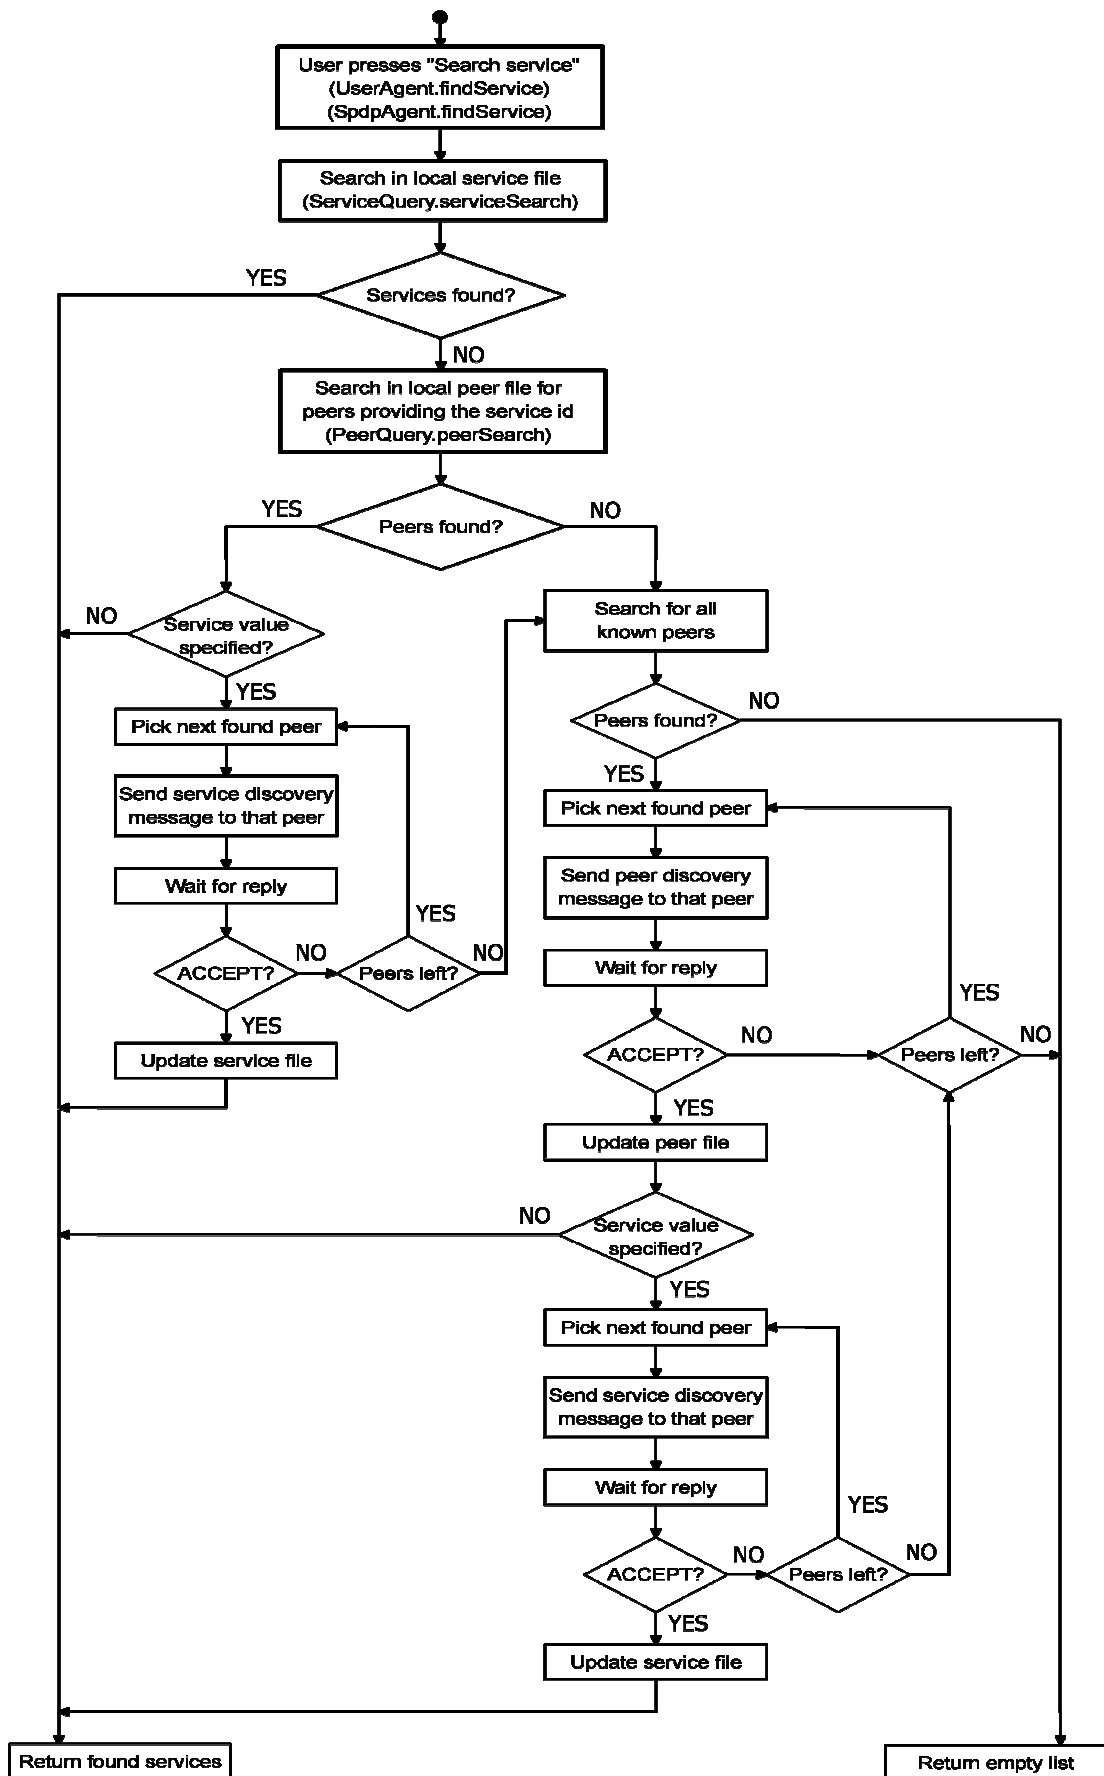 User presses "Search service"
(UserAgent.findService)
(SpdpAgent.findService)
Search in local service file
(ServiceQuery.serviceSearch)
YES
Services found?
NO
Search in local peer file for
peers providing the service id
(PeerQuery.peerSearch)
YES
Peers found?
NO
NO
Service value
specified?
YES
Search for all
known peers
Pick next found peer
Peers found?
NO
YES
Send service discovery
message to that peer
Pick next found peer
Wait for reply
YES
Send peer discovery
message to that peer
ACCEPT?
NO
Peers left?
NO
Wait for reply
YES
YES
Update service file
ACCEPT?
NO
Peers left?
NO
YES
Update peer file
NO
Service value
specified?
YES
Pick next found peer
Send service discovery
message to that peer
Wait for reply
YES
ACCEPT?
NO
Peers left?
NO
YES
Update service file
Return found services
Return empty list